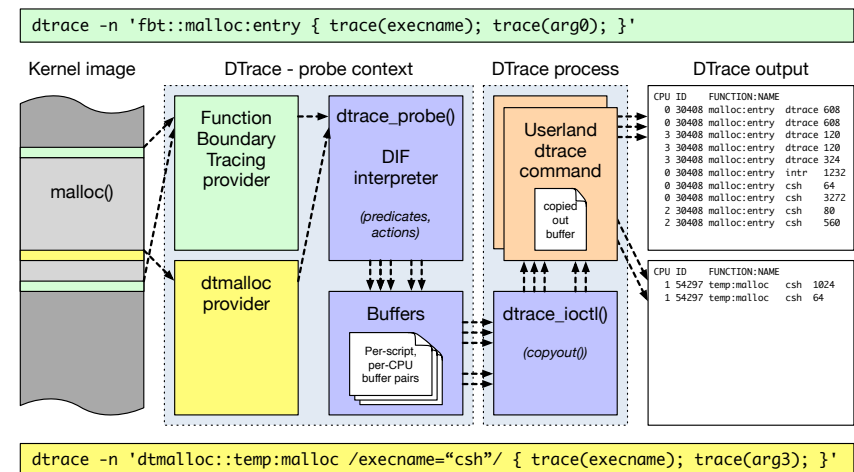 dtrace -n 'fbt::malloc:entry { trace(execname); trace(arg0); }'
Kernel image
DTrace - probe context
DTrace process
DTrace output
malloc()
Function
Boundary
Tracing
provider
dtrace_probe()
DIF
interpreter
(predicates,
actions)
dtmalloc
provider
Buffers
Per-script,
per-CPU
buffer pairs
Userland
dtrace
command
copied
out
buffer
dtrace_ioctl()
(copyout())
CPU ID FUNCTION:NAME
0 30408 malloc:entry dtrace 608
0 30408 malloc:entry dtrace 608
3 30408 malloc:entry dtrace 120
3 30408 malloc:entry dtrace 120
3 30408 malloc:entry dtrace 324
0 30408 malloc:entry intr 1232
0 30408 malloc:entry csh 64
0 30408 malloc:entry csh 3272
2 30408 malloc:entry csh 80
2 30408 malloc:entry csh 560
CPU ID FUNCTION:NAME
1 54297 temp:malloc csh 1024
1 54297 temp:malloc csh 64
dtrace -n 'dtmalloc::temp:malloc /execname=“csh”/ { trace(execname); trace(arg3); }'